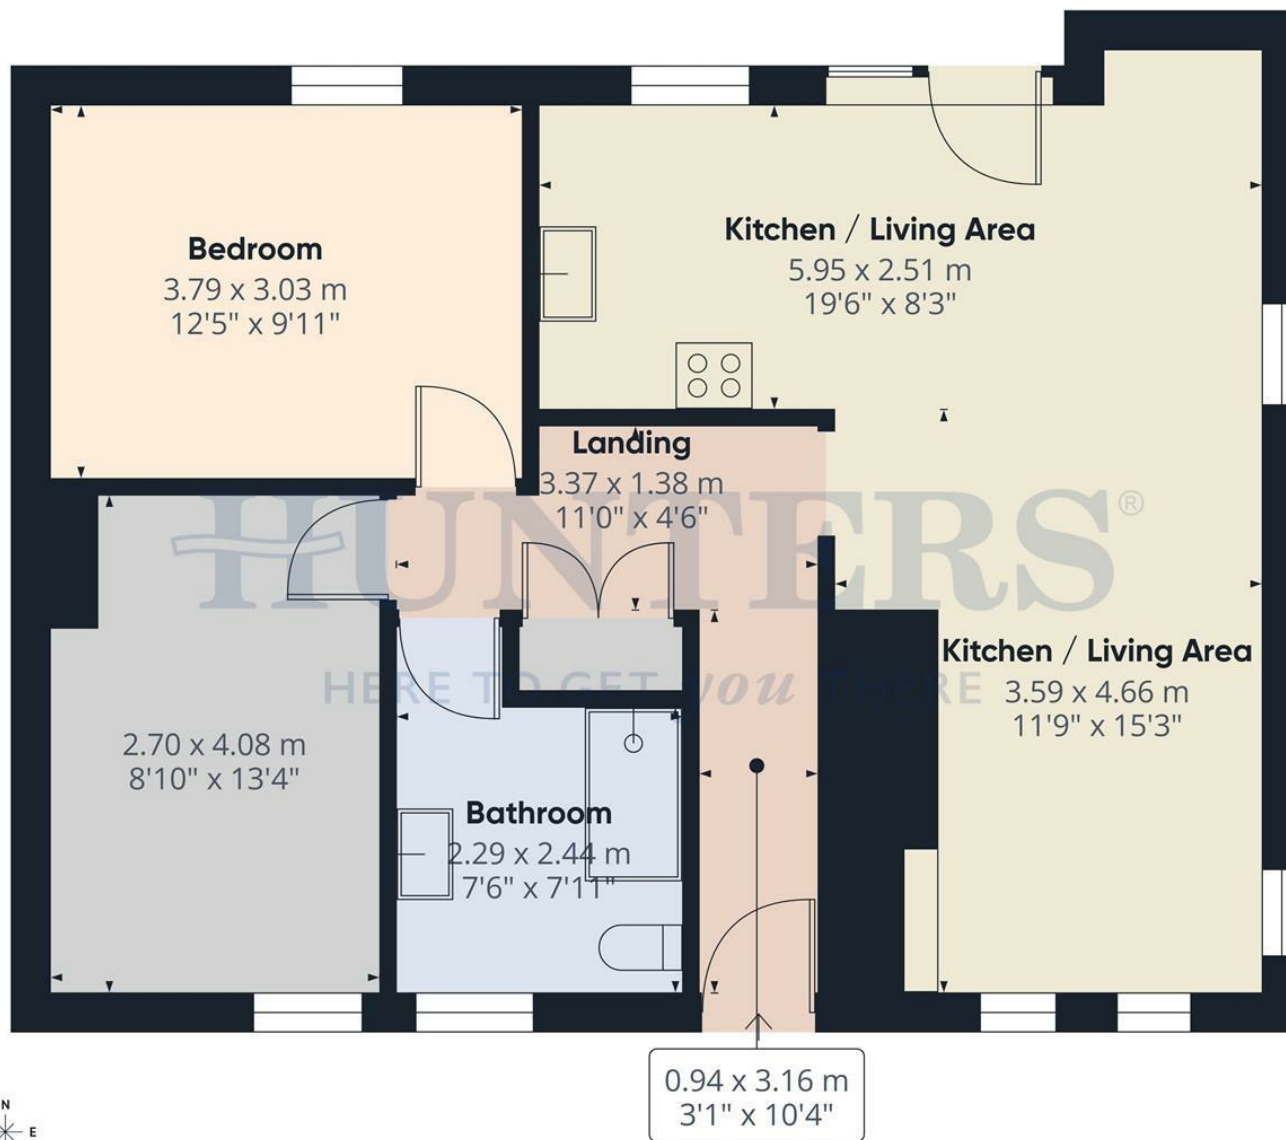 Bedroom
3.79 x 3.03 m
12'5" x 9'11"
Kitchen / Living Area
5.95 x 2.51 m
19'6" x 8'3"
Landing
3.37 x 1.38 m
11'0" x 4'6"
HUNTERS®
HERE TO GET you THERE
Kitchen / Living Area
3.59 x 4.66 m
11'9" x 15'3"
2.70 x 4.08 m
8'10" x 13'4"
Bathroom
2.29 x 2.44 m
7'6" x 7'11"
0.94 x 3.16 m
3'1" x 10'4"
N
E